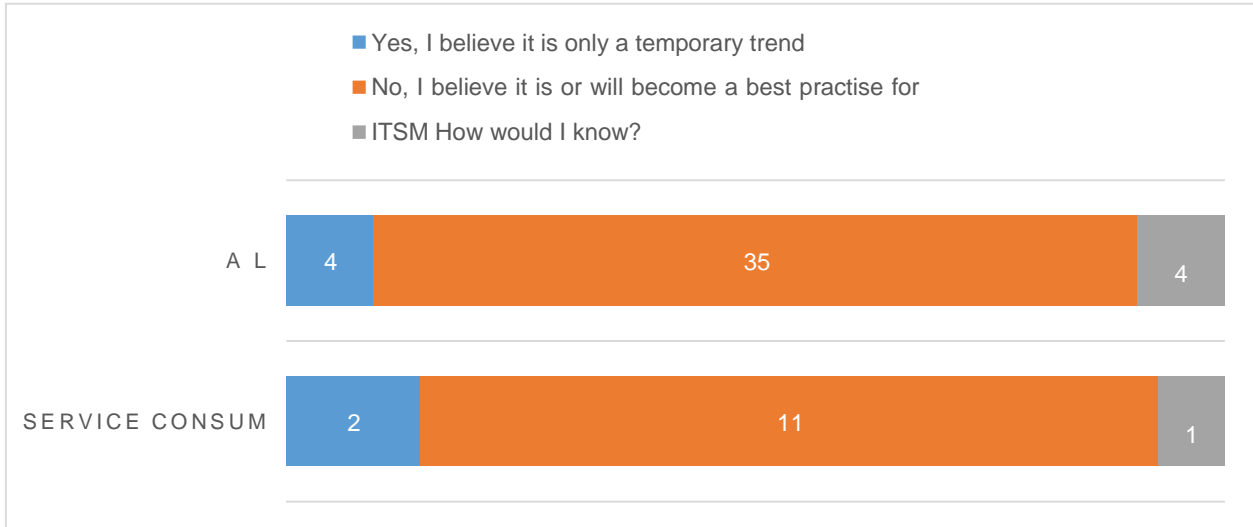 Yes, I believe it is only a temporary trend
No, I believe it is or will become a best practise for
ITSM How would I know?
A L
4
35
4
SERVICE CONSUM
2
11
1